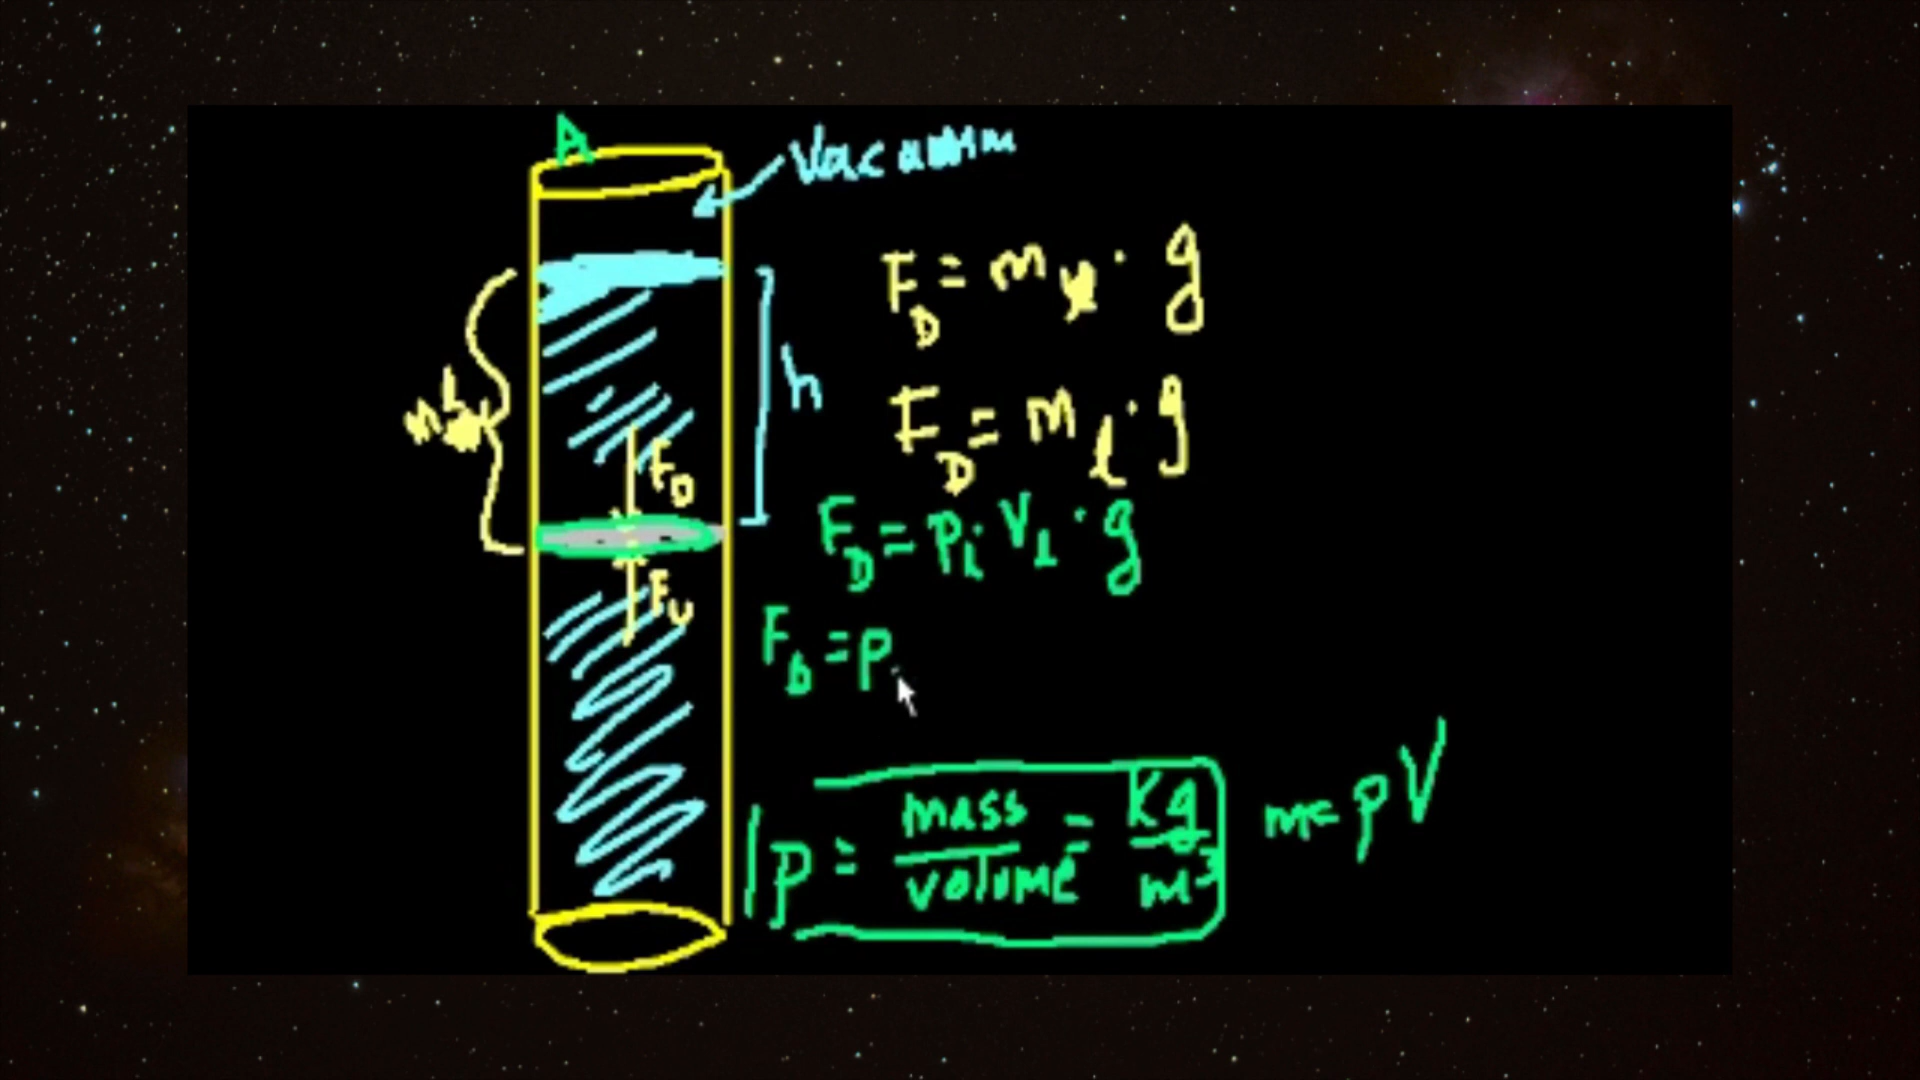 A
Vacuum
F_D = m · g
h
F_D = m_l · g
F_D
F_D = ρ_l · V_l · g
F_U
F_D = ρ
ρ = mass/volume = Kg/m³
m = ρV